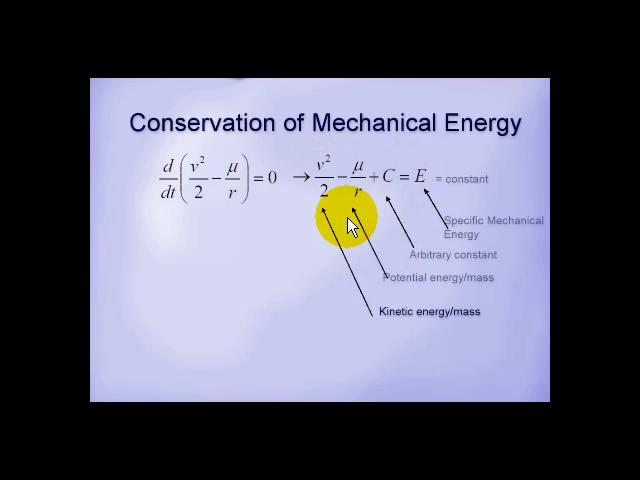 Conservation of Mechanical Energy
d/dt (v²/2 − μ/r) = 0 → v²/2 − μ/r + C = E = constant
Specific Mechanical
Energy
Arbitrary constant
Potential energy/mass
Kinetic energy/mass